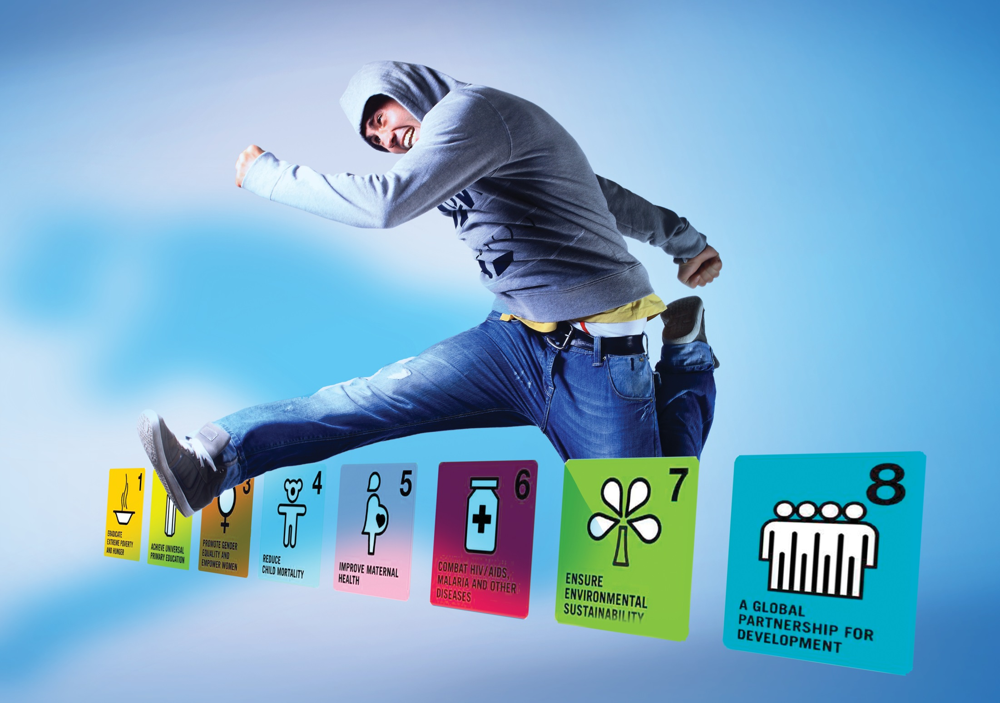 1
ERADICATE
EXTREME POVERTY
AND HUNGER
ACHIEVE UNIVERSAL
PRIMARY EDUCATION
3
PROMOTE GENDER
EQUALITY AND
EMPOWER WOMEN
4
REDUCE
CHILD MORTALITY
5
IMPROVE MATERNAL
HEALTH
6
COMBAT HIV/AIDS,
MALARIA AND OTHER
DISEASES
7
ENSURE
ENVIRONMENTAL
SUSTAINABILITY
8
A GLOBAL
PARTNERSHIP FOR
DEVELOPMENT